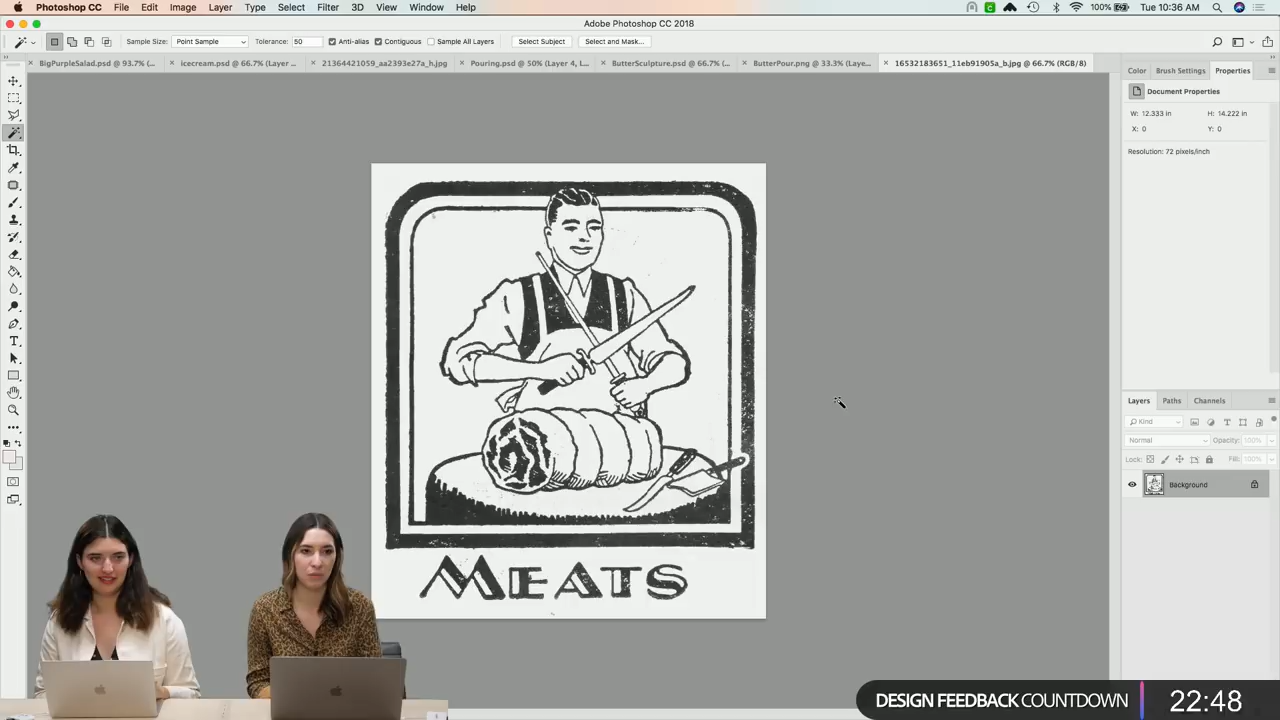 Photoshop CC File Edit Image Layer Type Select Filter 3D View Window Help 100% Tue 10:36 AM
Adobe Photoshop CC 2018
Sample Size: Point Sample Tolerance: 50 Anti-alias Contiguous Sample All Layers Select Subject Select and Mask...
BigPurpleSalad.psd @ 93.7% (... icecream.psd @ 66.7% (Layer ... 21364421059_aa2393e27a_h.jpg Pouring.psd @ 50% (Layer 4, L... ButterSculpture.psd @ 66.7% (... ButterPour.png @ 33.3% (Laye... 16532183651_11eb91905a_b.jpg @ 66.7% (RGB/8)
Color Brush Settings Properties
Document Properties
W: 12.333 in H: 14.222 in
X: 0 Y: 0
Resolution: 72 pixels/inch
Layers Paths Channels
Kind
Normal Opacity: 100%
Lock: Fill: 100%
Background
MEATS
DESIGN FEEDBACK COUNTDOWN 22:48